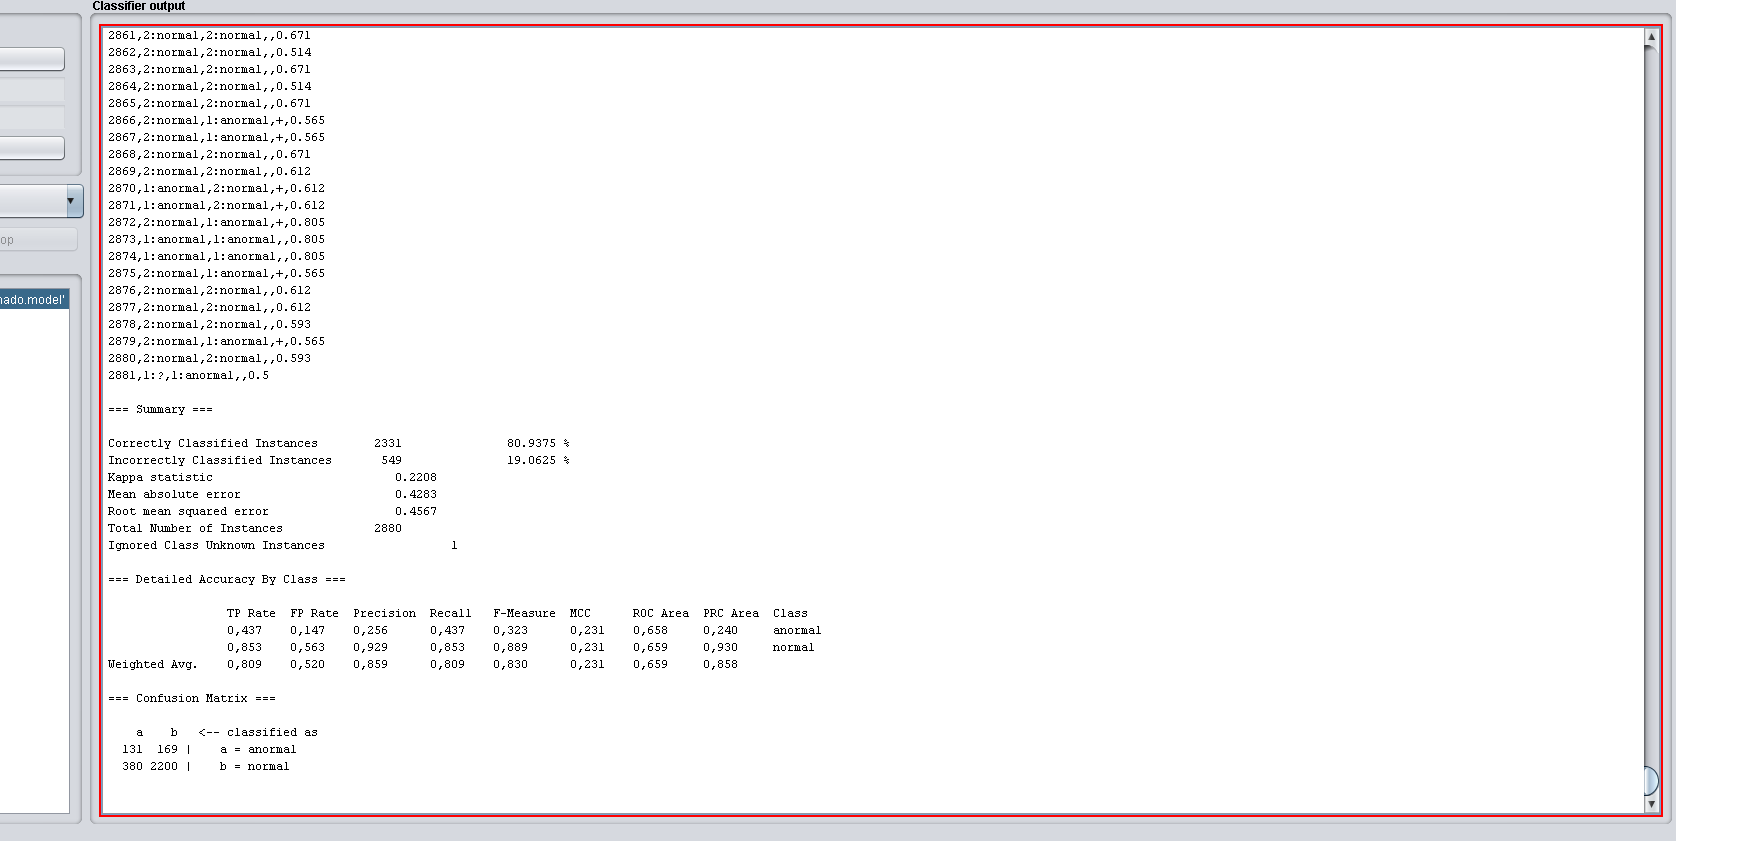 Classifier output
2861,2:normal,2:normal,,0.671
2862,2:normal,2:normal,,0.514
2863,2:normal,2:normal,,0.671
2864,2:normal,2:normal,,0.514
2865,2:normal,2:normal,,0.671
2866,2:normal,1:anormal,+,0.565
2867,2:normal,1:anormal,+,0.565
2868,2:normal,2:normal,,0.671
2869,2:normal,2:normal,,0.612
2870,1:anormal,2:normal,+,0.612
2871,1:anormal,2:normal,+,0.612
2872,2:normal,1:anormal,+,0.805
2873,1:anormal,1:anormal,,0.805
2874,1:anormal,1:anormal,,0.805
2875,2:normal,1:anormal,+,0.565
2876,2:normal,2:normal,,0.612
2877,2:normal,2:normal,,0.612
2878,2:normal,2:normal,,0.593
2879,2:normal,1:anormal,+,0.565
2880,2:normal,2:normal,,0.593
2881,1:?,1:anormal,,0.5
=== Summary ===
Correctly Classified Instances 2331 80.9375 %
Incorrectly Classified Instances 549 19.0625 %
Kappa statistic 0.2208
Mean absolute error 0.4283
Root mean squared error 0.4567
Total Number of Instances 2880
Ignored Class Unknown Instances 1
=== Detailed Accuracy By Class ===
TP Rate FP Rate Precision Recall F-Measure MCC ROC Area PRC Area Class
0,437 0,147 0,256 0,437 0,323 0,231 0,658 0,240 anormal
0,853 0,563 0,929 0,853 0,889 0,231 0,659 0,930 normal
Weighted Avg. 0,809 0,520 0,859 0,809 0,830 0,231 0,659 0,858
=== Confusion Matrix ===
a b <-- classified as
131 169 | a = anormal
380 2200 | b = normal
op
nado.model'